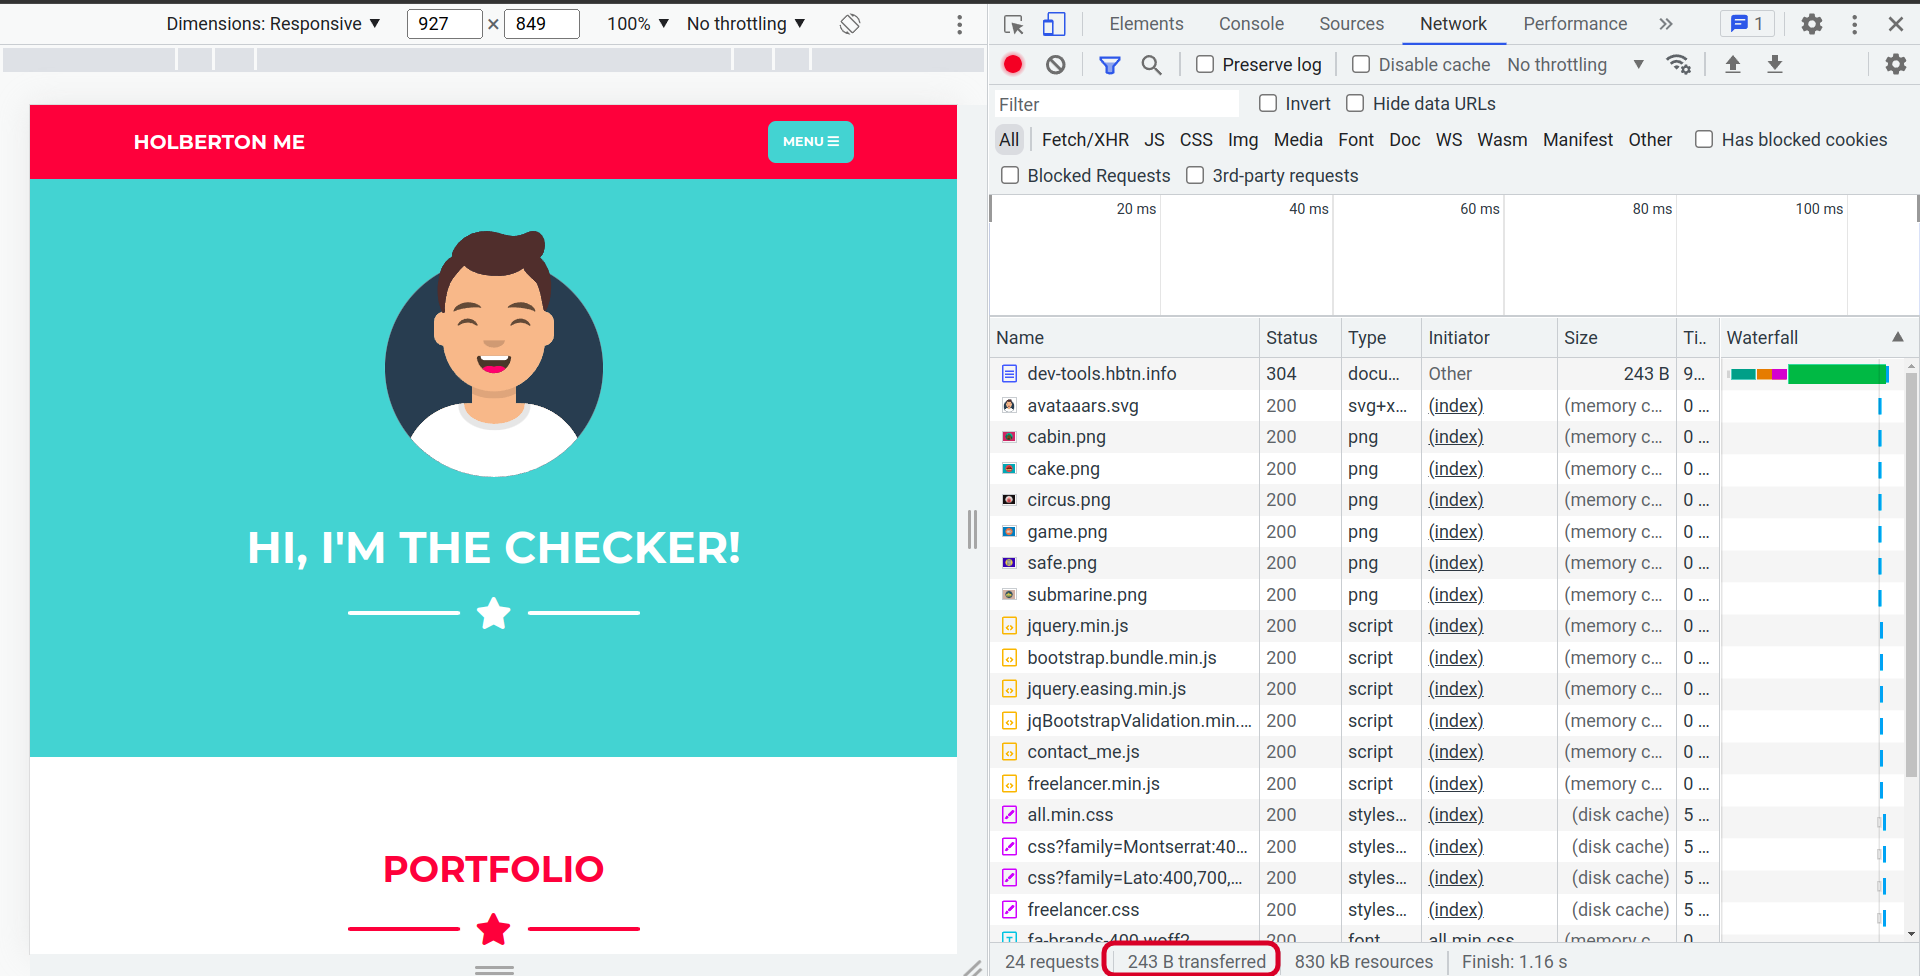 Dimensions: Responsive ▼ 927 × 849 100% ▼ No throttling ▼
HOLBERTON ME
MENU
HI, I'M THE CHECKER!
PORTFOLIO
Elements Console Sources Network Performance » 1
Preserve log Disable cache No throttling ▼
Filter Invert Hide data URLs
All Fetch/XHR JS CSS Img Media Font Doc WS Wasm Manifest Other Has blocked cookies
Blocked Requests 3rd-party requests
20 ms 40 ms 60 ms 80 ms 100 ms
Name Status Type Initiator Size Ti.. Waterfall ▲
dev-tools.hbtn.info 304 docu... Other 243 B 9...
avataaars.svg 200 svg+x... (index) (memory c... 0 ...
cabin.png 200 png (index) (memory c... 0 ...
cake.png 200 png (index) (memory c... 0 ...
circus.png 200 png (index) (memory c... 0 ...
game.png 200 png (index) (memory c... 0 ...
safe.png 200 png (index) (memory c... 0 ...
submarine.png 200 png (index) (memory c... 0 ...
jquery.min.js 200 script (index) (memory c... 0 ...
bootstrap.bundle.min.js 200 script (index) (memory c... 0 ...
jquery.easing.min.js 200 script (index) (memory c... 0 ...
jqBootstrapValidation.min.... 200 script (index) (memory c... 0 ...
contact_me.js 200 script (index) (memory c... 0 ...
freelancer.min.js 200 script (index) (memory c... 0 ...
all.min.css 200 styles... (index) (disk cache) 5 ...
css?family=Montserrat:40... 200 styles... (index) (disk cache) 5 ...
css?family=Lato:400,700,... 200 styles... (index) (disk cache) 5 ...
freelancer.css 200 styles... (index) (disk cache) 5 ...
fa-brands-400.woff2 200 font all.min.css (memory c... 0 ...
24 requests 243 B transferred 830 kB resources Finish: 1.16 s